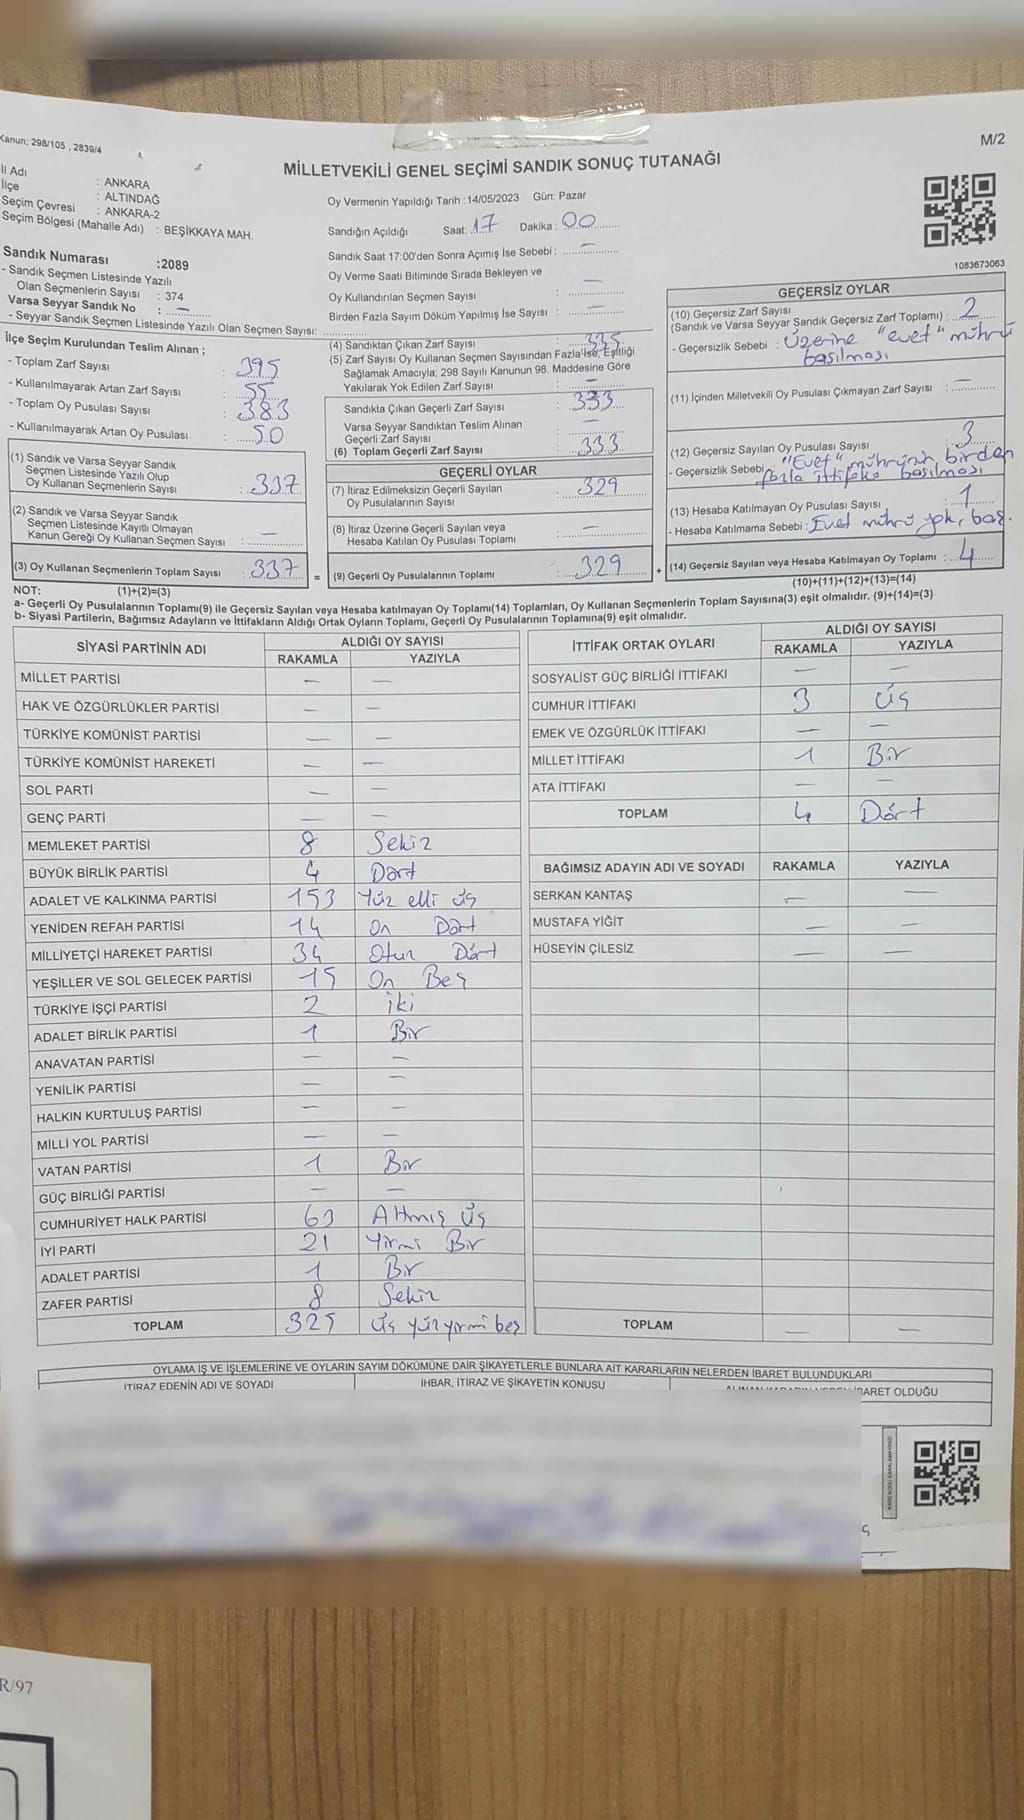 Kanun; 298/105 , 2839/4
M/2
MİLLETVEKİLİ GENEL SEÇİMİ SANDIK SONUÇ TUTANAĞI
İl Adı : ANKARA
İlçe : ALTINDAĞ
Seçim Çevresi : ANKARA-2
Seçim Bölgesi (Mahalle Adı) : BEŞİKKAYA MAH.
Sandık Numarası :2089
- Sandık Seçmen Listesinde Yazılı
Olan Seçmenlerin Sayısı : 374
Varsa Seyyar Sandık No : —
- Seyyar Sandık Seçmen Listesinde Yazılı Olan Seçmen Sayısı:
Oy Vermenin Yapıldığı Tarih :14/05/2023 Gün: Pazar
Sandığın Açıldığı Saat: 17 Dakika : 00
Sandık Saat 17:00'den Sonra Açımış İse Sebebi : —
Oy Verme Saati Bitiminde Sırada Bekleyen ve
Oy Kullandırılan Seçmen Sayısı : —
Birden Fazla Sayım Döküm Yapılmış İse Sayısı : —
1083673063
İlçe Seçim Kurulundan Teslim Alınan ;
- Toplam Zarf Sayısı : 395
- Kullanılmayarak Artan Zarf Sayısı : 55
- Toplam Oy Pusulası Sayısı : 383
- Kullanılmayarak Artan Oy Pusulası : 50
(1) Sandık ve Varsa Seyyar Sandık
Seçmen Listesinde Yazılı Olup
Oy Kullanan Seçmenlerin Sayısı : 337
(2) Sandık ve Varsa Seyyar Sandık
Seçmen Listesinde Kayıtlı Olmayan
Kanun Gereği Oy Kullanan Seçmen Sayısı : —
(3) Oy Kullanan Seçmenlerin Toplam Sayısı : 337 =
(4) Sandıktan Çıkan Zarf Sayısı : 335
(5) Zarf Sayısı Oy Kullanan Seçmen Sayısından Fazla İse, Eşitliği
Sağlamak Amacıyla; 298 Sayılı Kanunun 98. Maddesine Göre
Yakılarak Yok Edilen Zarf Sayısı : —
Sandıkta Çıkan Geçerli Zarf Sayısı : 333
Varsa Seyyar Sandıktan Teslim Alınan
Geçerli Zarf Sayısı : —
(6) Toplam Geçerli Zarf Sayısı : 333
GEÇERLİ OYLAR
(7) İtiraz Edilmeksizin Geçerli Sayılan : 329
Oy Pusulalarının Sayısı
(8) İtiraz Üzerine Geçerli Sayılan veya : —
Hesaba Katılan Oy Pusulası Toplamı
(9) Geçerli Oy Pusulalarının Toplamı : 329 +
GEÇERSİZ OYLAR
(10) Geçersiz Zarf Sayısı : 2
(Sandık ve Varsa Seyyar Sandık Geçersiz Zarf Toplamı)
- Geçersizlik Sebebi : Üzerine "evet" mührü
basılması
(11) İçinden Milletvekili Oy Pusulası Çıkmayan Zarf Sayısı : —
(12) Geçersiz Sayılan Oy Pusulası Sayısı : 3
- Geçersizlik Sebebi : "Evet" mührünün birden
fazla ittifaka basılması
(13) Hesaba Katılmayan Oy Pusulası Sayısı : 1
- Hesaba Katılmama Sebebi : Evet mührü yok, boş.
(14) Geçersiz Sayılan veya Hesaba Katılmayan Oy Toplamı : 4
NOT: (1)+(2)=(3)
(10)+(11)+(12)+(13)=(14)
a- Geçerli Oy Pusulalarının Toplamı(9) ile Geçersiz Sayılan veya Hesaba katılmayan Oy Toplamı(14) Toplamları, Oy Kullanan Seçmenlerin Toplam Sayısına(3) eşit olmalıdır. (9)+(14)=(3)
b- Siyasi Partilerin, Bağımsız Adayların ve İttifakların Aldığı Ortak Oyların Toplamı, Geçerli Oy Pusulalarının Toplamına(9) eşit olmalıdır.
SİYASİ PARTİNİN ADI ALDIĞI OY SAYISI
RAKAMLA YAZIYLA
MİLLET PARTİSİ — —
HAK VE ÖZGÜRLÜKLER PARTİSİ — —
TÜRKİYE KOMÜNİST PARTİSİ — —
TÜRKİYE KOMÜNİST HAREKETİ — —
SOL PARTİ — —
GENÇ PARTİ — —
MEMLEKET PARTİSİ 8 Sekiz
BÜYÜK BİRLİK PARTİSİ 4 Dört
ADALET VE KALKINMA PARTİSİ 153 Yüz elli üç
YENİDEN REFAH PARTİSİ 14 On Dört
MİLLİYETÇİ HAREKET PARTİSİ 34 Otuz Dört
YEŞİLLER VE SOL GELECEK PARTİSİ 15 On Beş
TÜRKİYE İŞÇİ PARTİSİ 2 iki
ADALET BİRLİK PARTİSİ 1 Bir
ANAVATAN PARTİSİ — —
YENİLİK PARTİSİ — —
HALKIN KURTULUŞ PARTİSİ — —
MİLLİ YOL PARTİSİ — —
VATAN PARTİSİ 1 Bir
GÜÇ BİRLİĞİ PARTİSİ — —
CUMHURİYET HALK PARTİSİ 63 Altmış üç
İYİ PARTİ 21 Yirmi Bir
ADALET PARTİSİ 1 Bir
ZAFER PARTİSİ 8 Sekiz
TOPLAM 325 üç yüz yirmi beş
İTTİFAK ORTAK OYLARI ALDIĞI OY SAYISI
RAKAMLA YAZIYLA
SOSYALİST GÜÇ BİRLİĞİ İTTİFAKI — —
CUMHUR İTTİFAKI 3 üç
EMEK VE ÖZGÜRLÜK İTTİFAKI — —
MİLLET İTTİFAKI 1 Bir
ATA İTTİFAKI — —
TOPLAM 4 Dört
BAĞIMSIZ ADAYIN ADI VE SOYADI RAKAMLA YAZIYLA
SERKAN KANTAŞ — —
MUSTAFA YİĞİT — —
HÜSEYİN ÇİLESİZ — —
TOPLAM — —
OYLAMA İŞ VE İŞLEMLERİNE VE OYLARIN SAYIM DÖKÜMÜNE DAİR ŞİKAYETLERLE BUNLARA AİT KARARLARIN NELERDEN İBARET BULUNDUKLARI
İTİRAZ EDENİN ADI VE SOYADI İHBAR, İTİRAZ VE ŞİKAYETİN KONUSU OLDUĞU
R/97